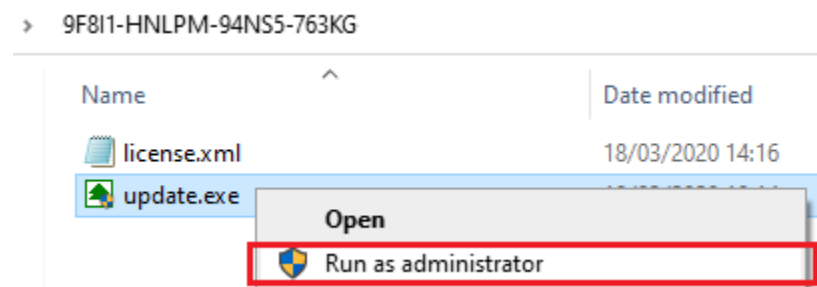 > 9F8I1-HNLPM-94NS5-763KG
Name Date modified
license.xml 18/03/2020 14:16
update.exe
Open
Run as administrator